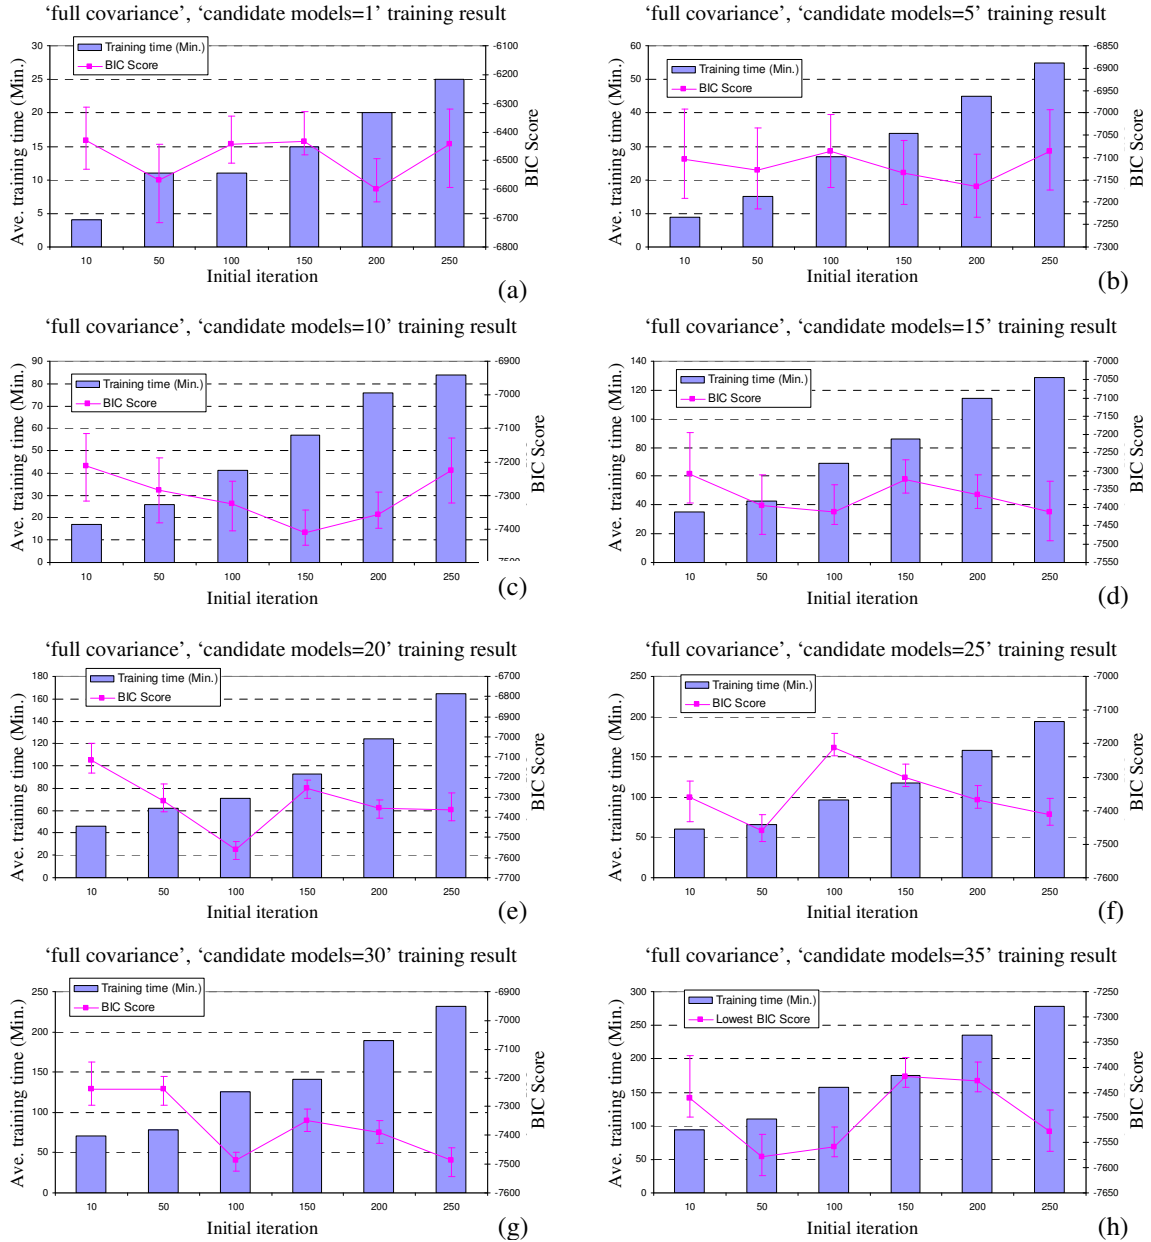 ‘full covariance’, ‘candidate models=1’ training result
Training time (Min.)
BIC Score
Ave. training time (Min.)
30
25
20
15
10
5
0
-6100
-6200
-6300
-6400
-6500
-6600
-6700
-6800
BIC Score
10 50 100 150 200 250
Initial iteration
(a)
‘full covariance’, ‘candidate models=5’ training result
Training time (Min.)
BIC Score
Ave. training time (Min.)
60
50
40
30
20
10
0
-6850
-6900
-6950
-7000
-7050
-7100
-7150
-7200
-7250
-7300
BIC Score
10 50 100 150 200 250
Initial iteration
(b)
‘full covariance’, ‘candidate models=10’ training result
Training time (Min.)
BIC Score
Ave. training time (Min.)
90
80
70
60
50
40
30
20
10
0
-6900
-7000
-7100
-7200
-7300
-7400
-7500
BIC Score
10 50 100 150 200 250
Initial iteration
(c)
‘full covariance’, ‘candidate models=15’ training result
Training time (Min.)
BIC Score
Ave. training time (Min.)
140
120
100
80
60
40
20
0
-7000
-7050
-7100
-7150
-7200
-7250
-7300
-7350
-7400
-7450
-7500
-7550
BIC Score
10 50 100 150 200 250
Initial iteration
(d)
‘full covariance’, ‘candidate models=20’ training result
Training time (Min.)
BIC Score
Ave. training time (Min.)
180
160
140
120
100
80
60
40
20
0
-6700
-6800
-6900
-7000
-7100
-7200
-7300
-7400
-7500
-7600
-7700
BIC Score
10 50 100 150 200 250
Initial iteration
(e)
‘full covariance’, ‘candidate models=25’ training result
Training time (Min.)
BIC Score
Ave. training time (Min.)
250
200
150
100
50
0
-7000
-7100
-7200
-7300
-7400
-7500
-7600
BIC Score
10 50 100 150 200 250
Initial iteration
(f)
‘full covariance’, ‘candidate models=30’ training result
Training time (Min.)
BIC Score
Ave. training time (Min.)
250
200
150
100
50
0
-6900
-7000
-7100
-7200
-7300
-7400
-7500
-7600
BIC Score
10 50 100 150 200 250
Initial iteration
(g)
‘full covariance’, ‘candidate models=35’ training result
Training time (Min.)
Lowest BIC Score
Ave. training time (Min.)
300
250
200
150
100
50
0
-7250
-7300
-7350
-7400
-7450
-7500
-7550
-7600
-7650
BIC Score
10 50 100 150 200 250
Initial iteration
(h)